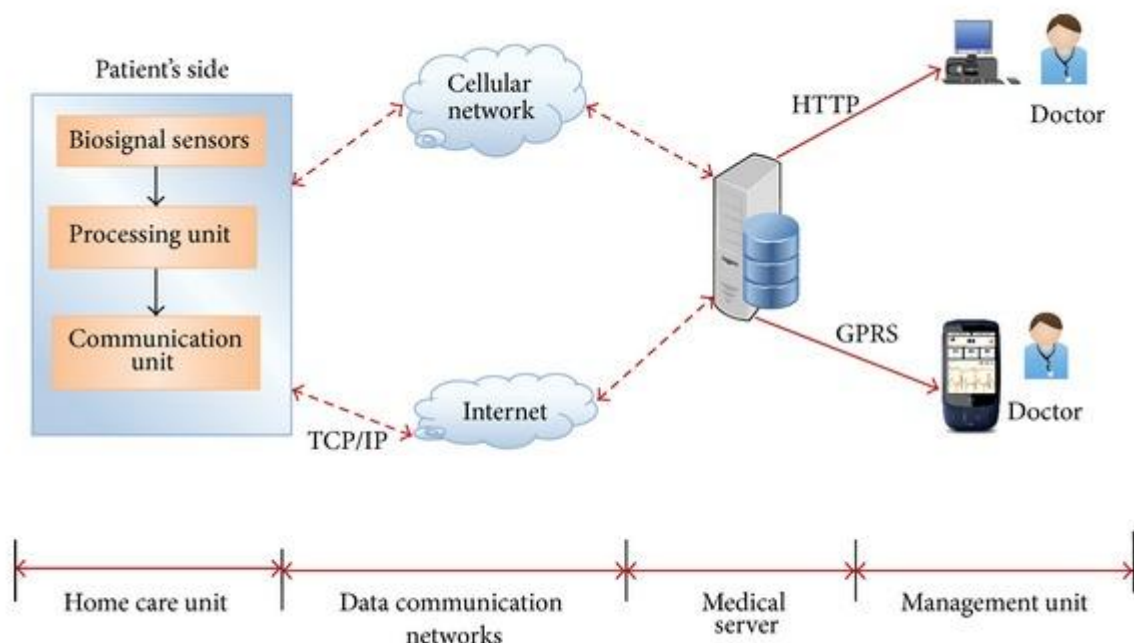 Patient's side
Biosignal sensors
Processing unit
Communication
unit
Cellular
network
Internet
TCP/IP
HTTP
Doctor
GPRS
Doctor
Home care unit
Data communication
networks
Medical
server
Management unit